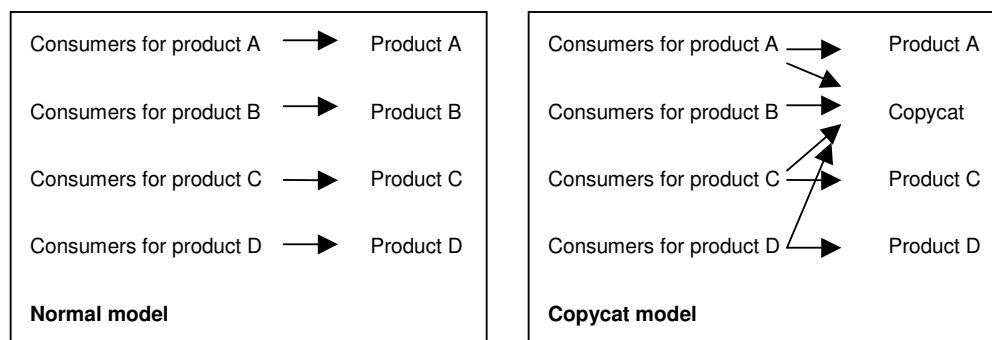 Consumers for product A Product A
Consumers for product B Product B
Consumers for product C Product C
Consumers for product D Product D
Normal model
Consumers for product A Product A
Consumers for product B Copycat
Consumers for product C Product C
Consumers for product D Product D
Copycat model